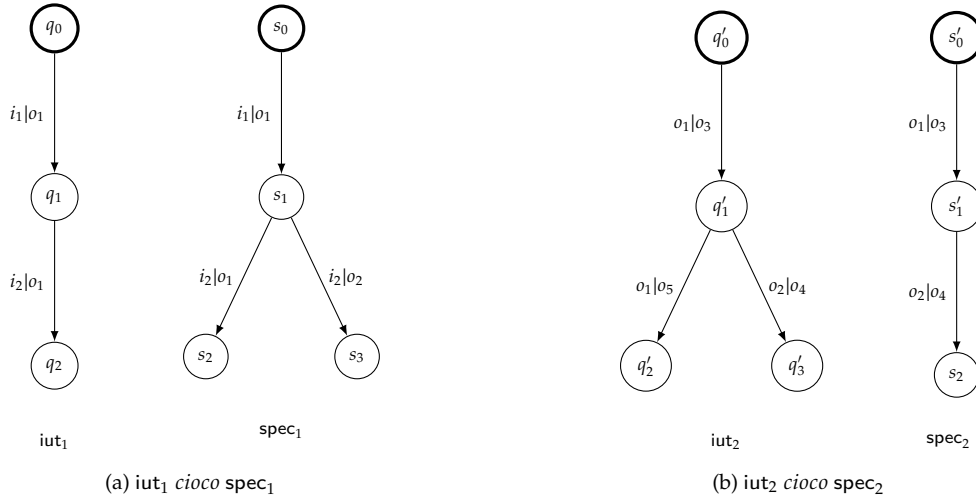 q₀
i₁|o₁
q₁
i₂|o₁
q₂
iut₁
s₀
i₁|o₁
s₁
i₂|o₁
i₂|o₂
s₂
s₃
spec₁
(a) iut₁ cioco spec₁
q′₀
o₁|o₃
q′₁
o₁|o₅
o₂|o₄
q′₂
q′₃
iut₂
s′₀
o₁|o₃
s′₁
o₂|o₄
s₂
spec₂
(b) iut₂ cioco spec₂